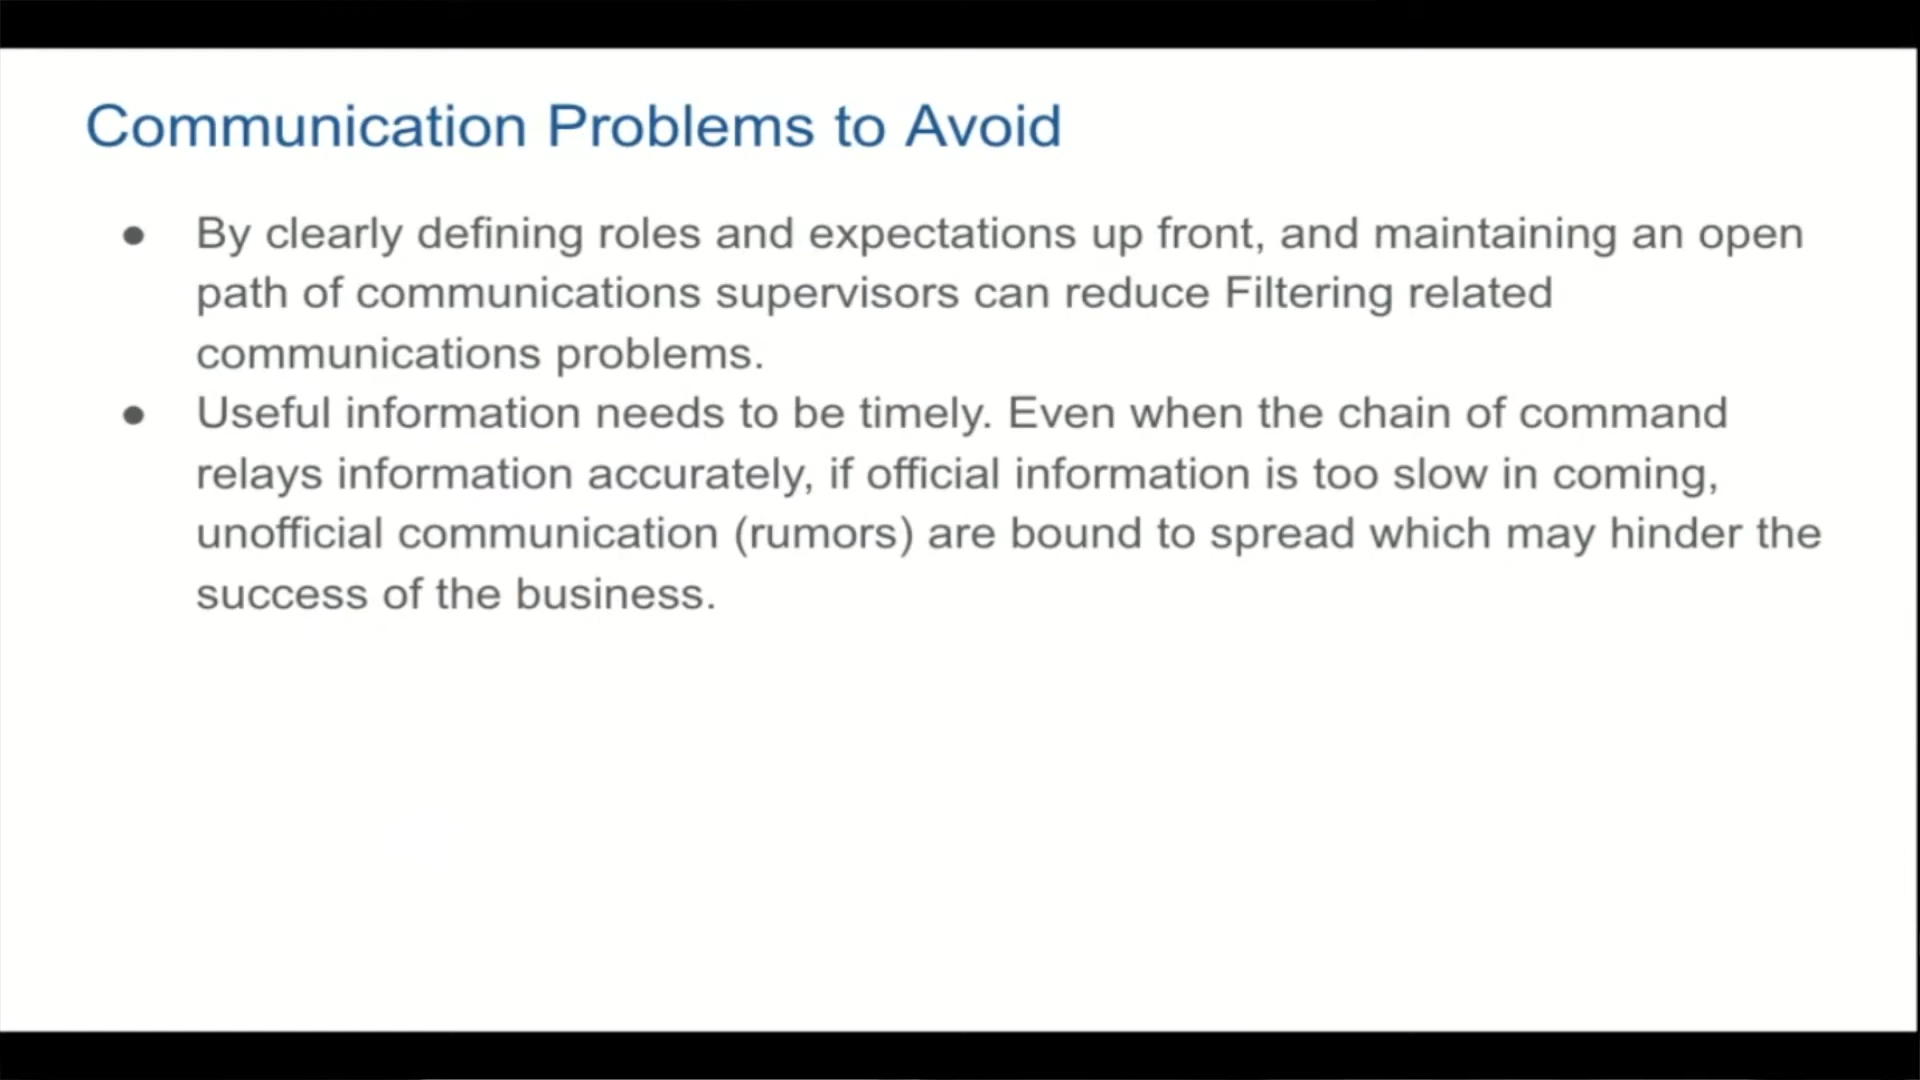 Communication Problems to Avoid
● By clearly defining roles and expectations up front, and maintaining an open
path of communications supervisors can reduce Filtering related
communications problems.
● Useful information needs to be timely. Even when the chain of command
relays information accurately, if official information is too slow in coming,
unofficial communication (rumors) are bound to spread which may hinder the
success of the business.